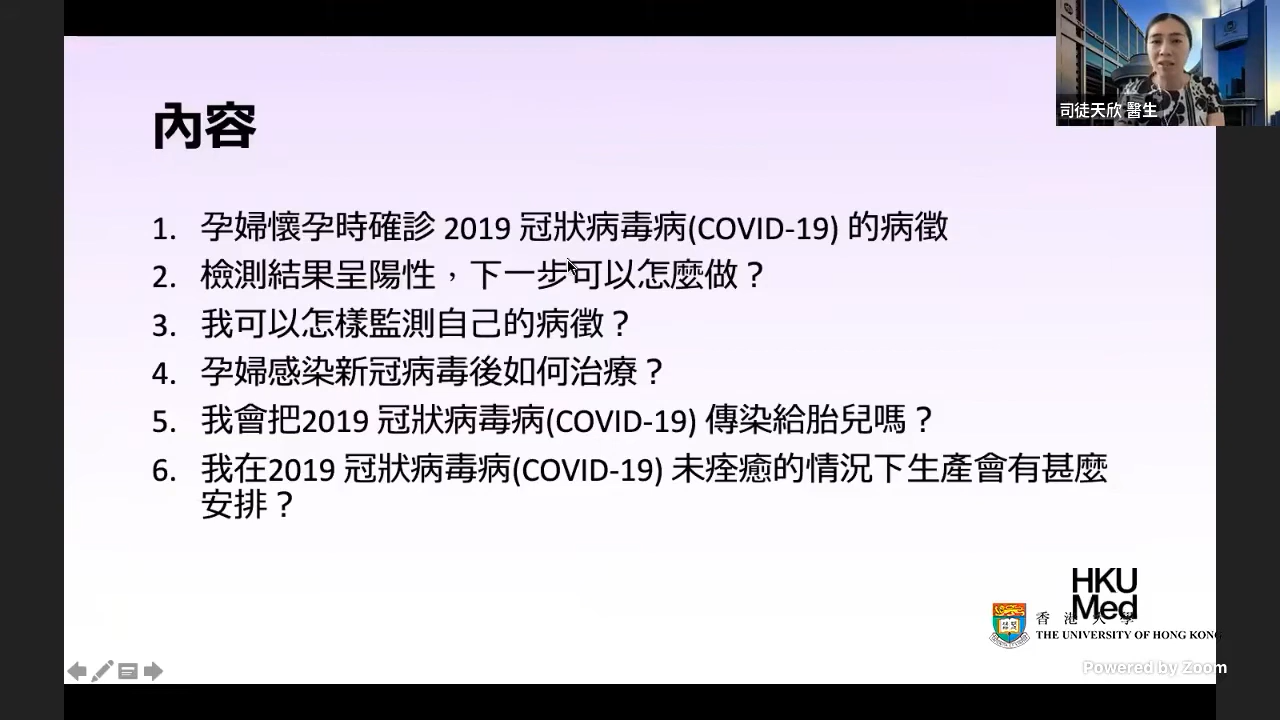 司徒天欣 醫生
內容
1. 孕婦懷孕時確診 2019 冠狀病毒病(COVID-19) 的病徵
2. 檢測結果呈陽性，下一步可以怎麼做？
3. 我可以怎樣監測自己的病徵？
4. 孕婦感染新冠病毒後如何治療？
5. 我會把2019 冠狀病毒病(COVID-19) 傳染給胎兒嗎？
6. 我在2019 冠狀病毒病(COVID-19) 未痊癒的情況下生產會有甚麼
安排？
HKU
Med
香港大學
THE UNIVERSITY OF HONG KONG
Powered by Zoom